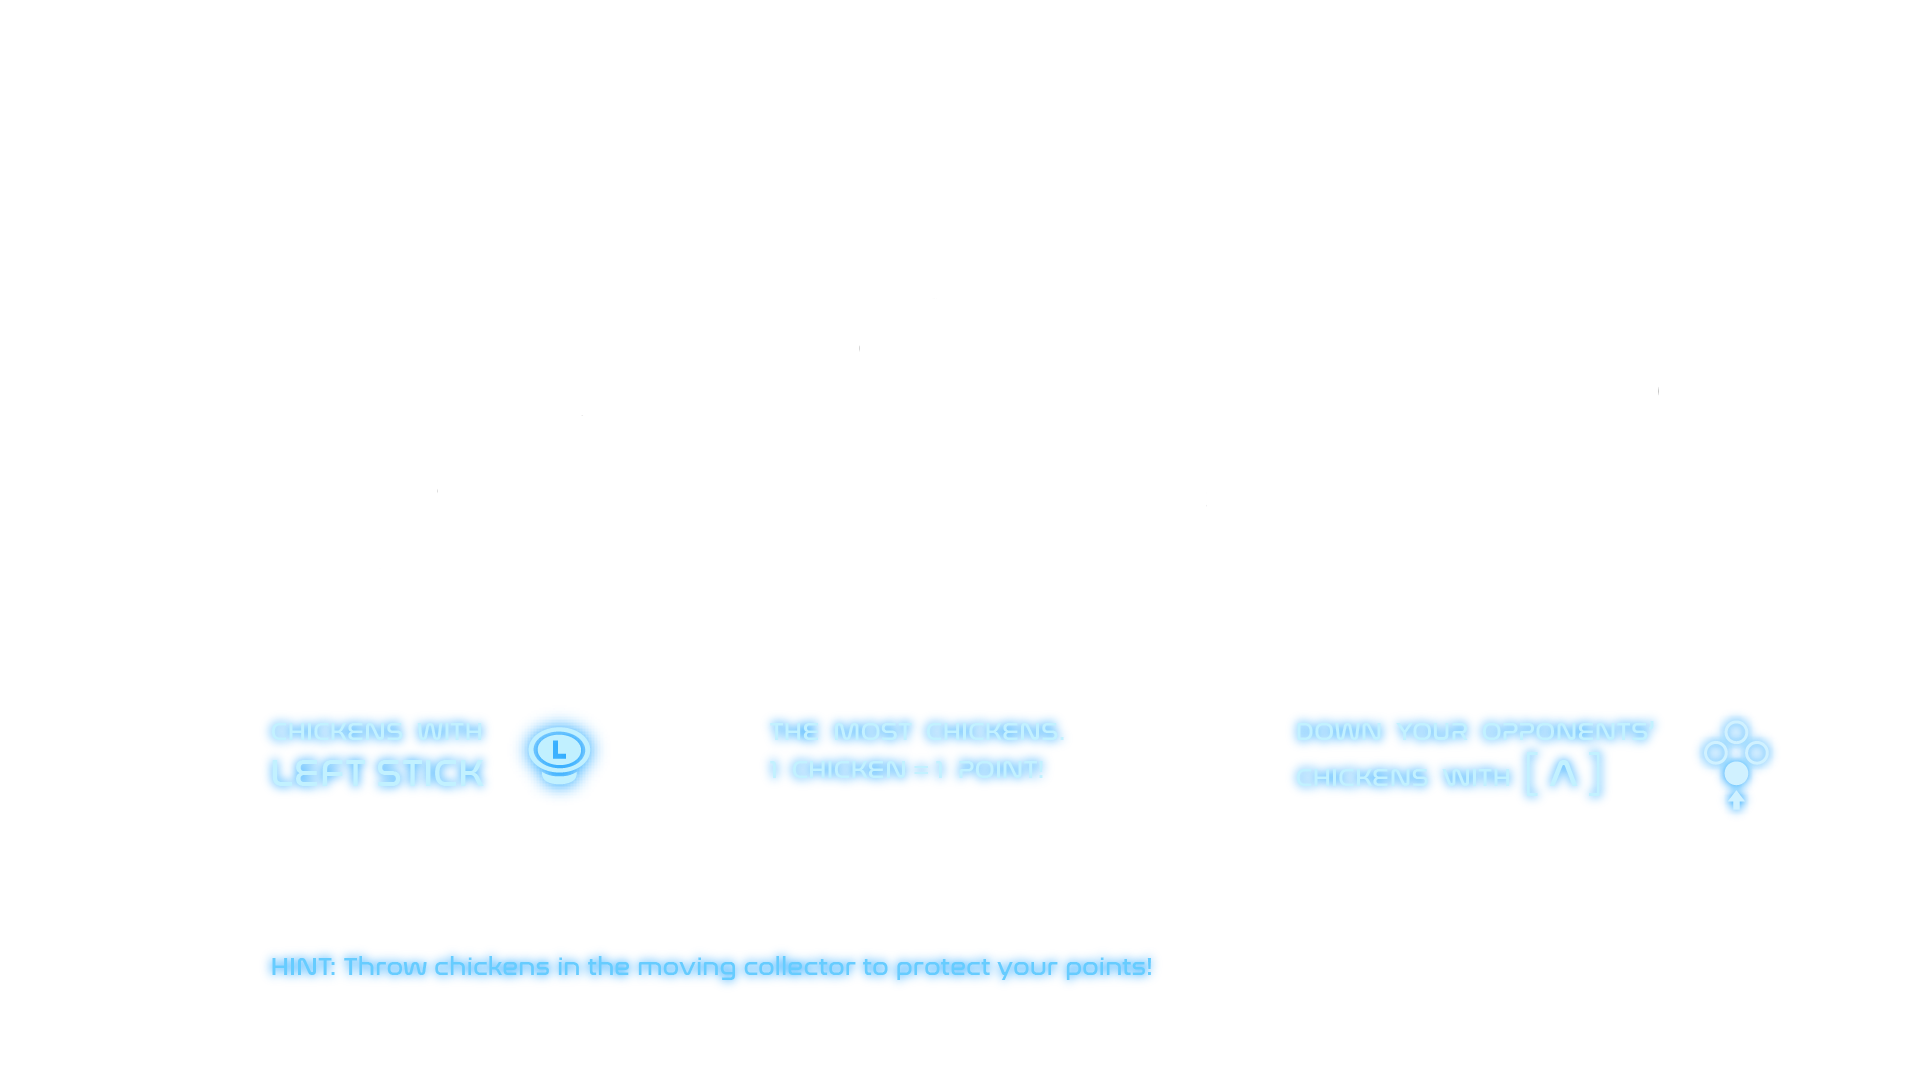 CHICKENS WITH
LEFT STICK
L
THE MOST CHICKENS.
1 CHICKEN = 1 POINT!
DOWN YOUR OPPONENTS'
CHICKENS WITH [ A ]
HINT: Throw chickens in the moving collector to protect your points!